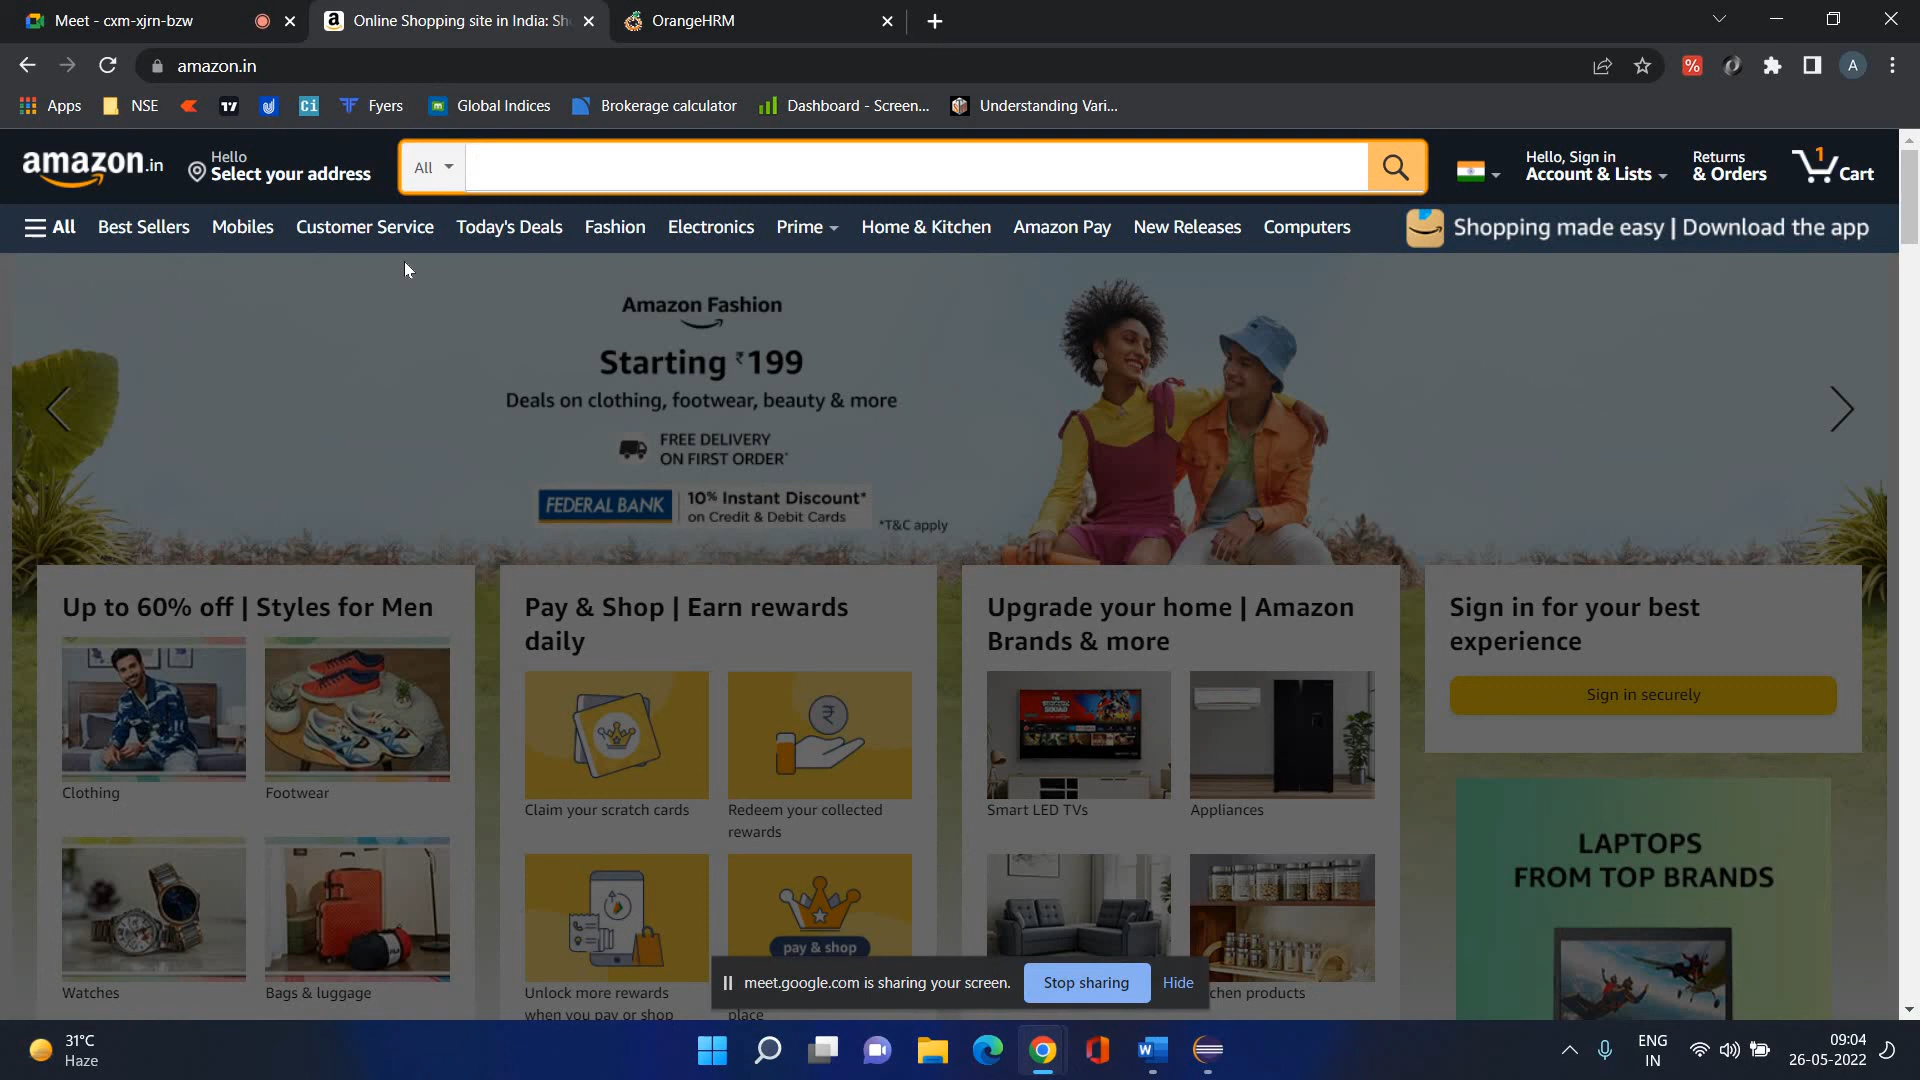 Meet - cxm-xjrn-bzw
Online Shopping site in India: Sh
OrangeHRM
amazon.in
A
Apps
NSE
Fyers
Global Indices
Brokerage calculator
Dashboard - Screen...
Understanding Vari...
amazon.in
Hello
Select your address
All
Hello, Sign in
Account & Lists
Returns
& Orders
1
Cart
All
Best Sellers
Mobiles
Customer Service
Today's Deals
Fashion
Electronics
Prime
Home & Kitchen
Amazon Pay
New Releases
Computers
Shopping made easy | Download the app
Amazon Fashion
Starting ₹199
Deals on clothing, footwear, beauty & more
FREE DELIVERY
ON FIRST ORDER*
FEDERAL BANK
10% Instant Discount*
on Credit & Debit Cards
*T&C apply
Up to 60% off | Styles for Men
Clothing
Footwear
Watches
Bags & luggage
Pay & Shop | Earn rewards
daily
Claim your scratch cards
Redeem your collected
rewards
pay & shop
Unlock more rewards
when you pay or shop
place
Upgrade your home | Amazon
Brands & more
Smart LED TVs
Appliances
chen products
Sign in for your best
experience
Sign in securely
LAPTOPS
FROM TOP BRANDS
meet.google.com is sharing your screen.
Stop sharing
Hide
31°C
Haze
ENG
IN
09:04
26-05-2022